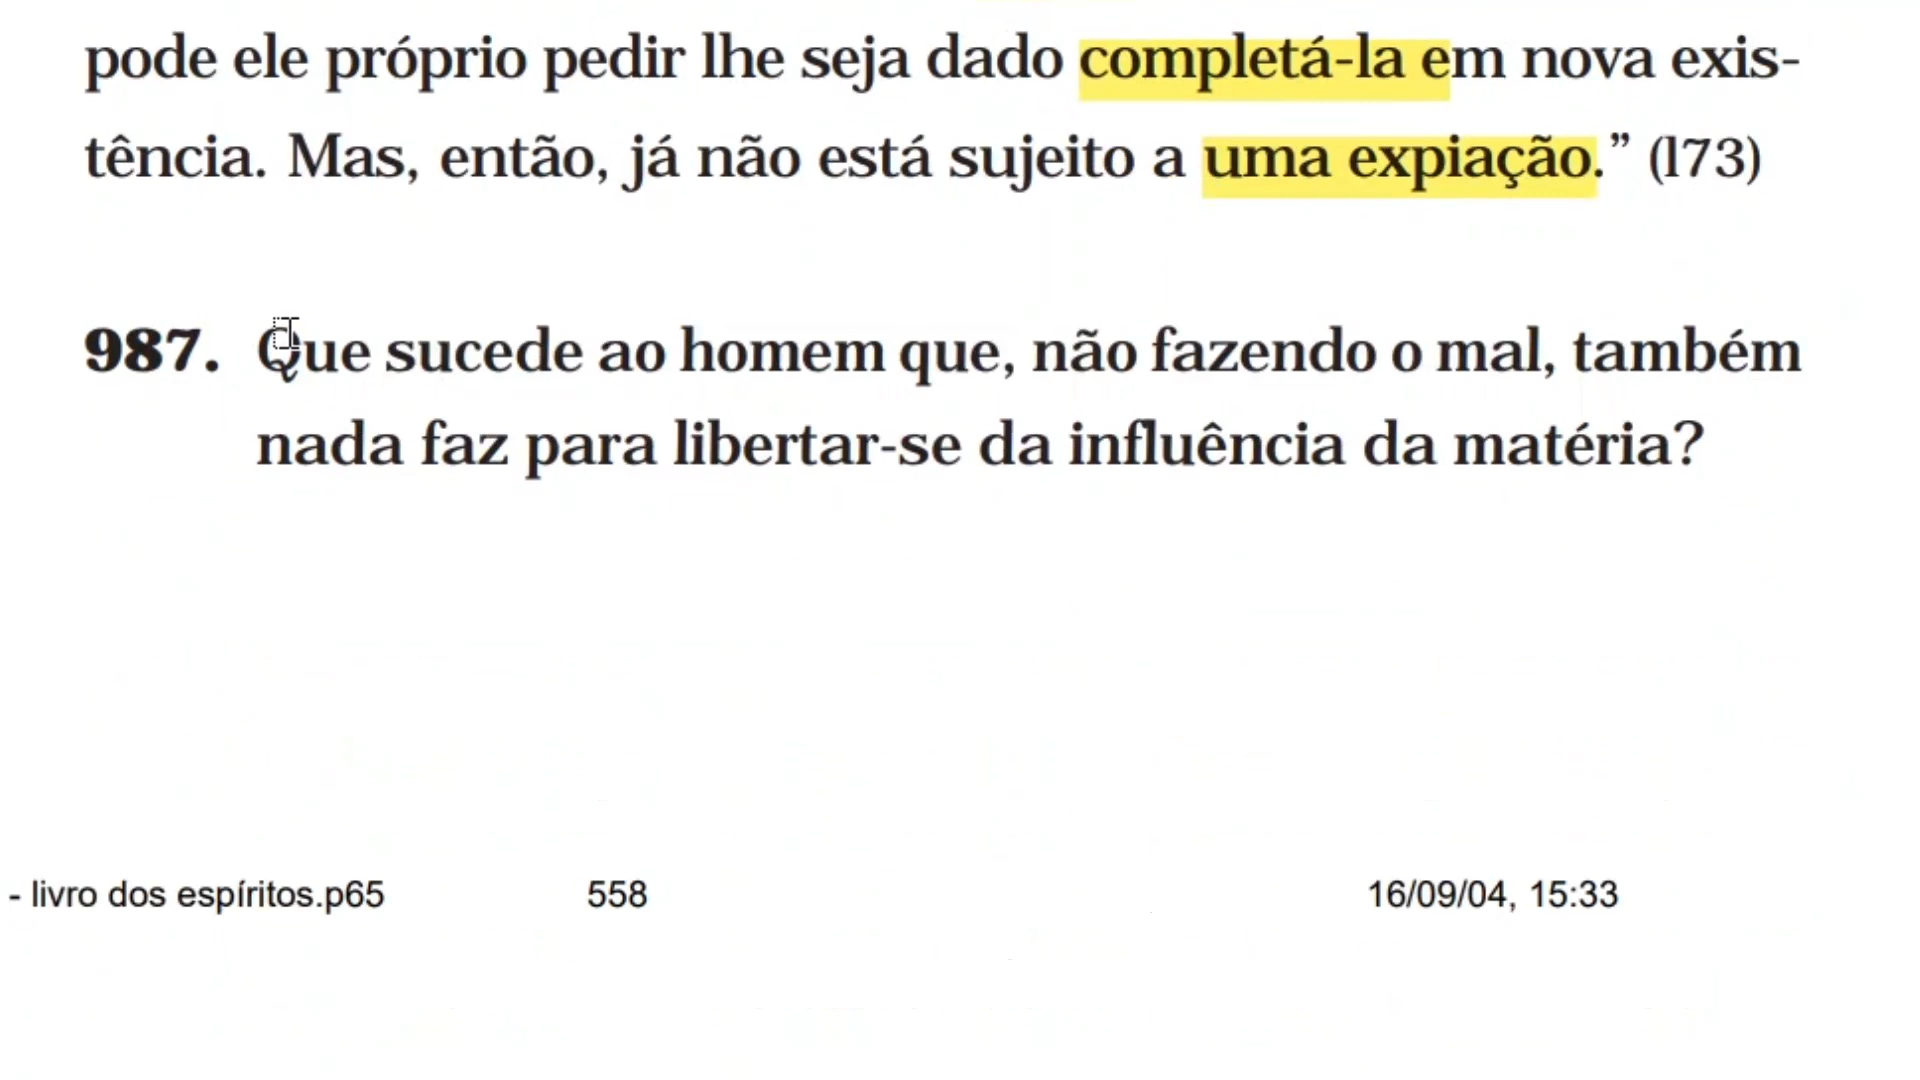 pode ele próprio pedir lhe seja dado completá-la em nova exis-
tência. Mas, então, já não está sujeito a uma expiação.” (l73)
987. Que sucede ao homem que, não fazendo o mal, também
nada faz para libertar-se da influência da matéria?
- livro dos espíritos.p65 558 16/09/04, 15:33